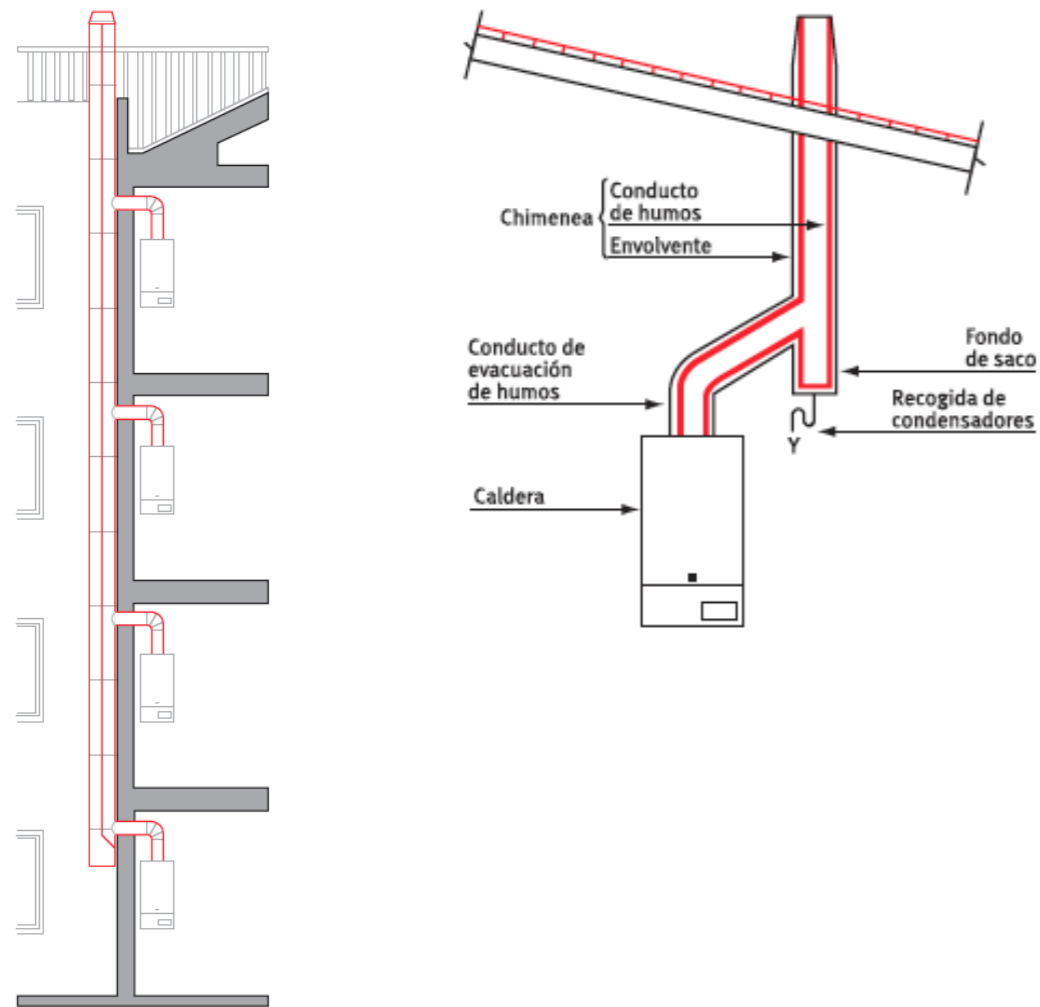 Conducto
de humos
Chimenea
Envolvente
Conducto de
evacuación
de humos
Fondo
de saco
Recogida de
condensadores
Y
Caldera